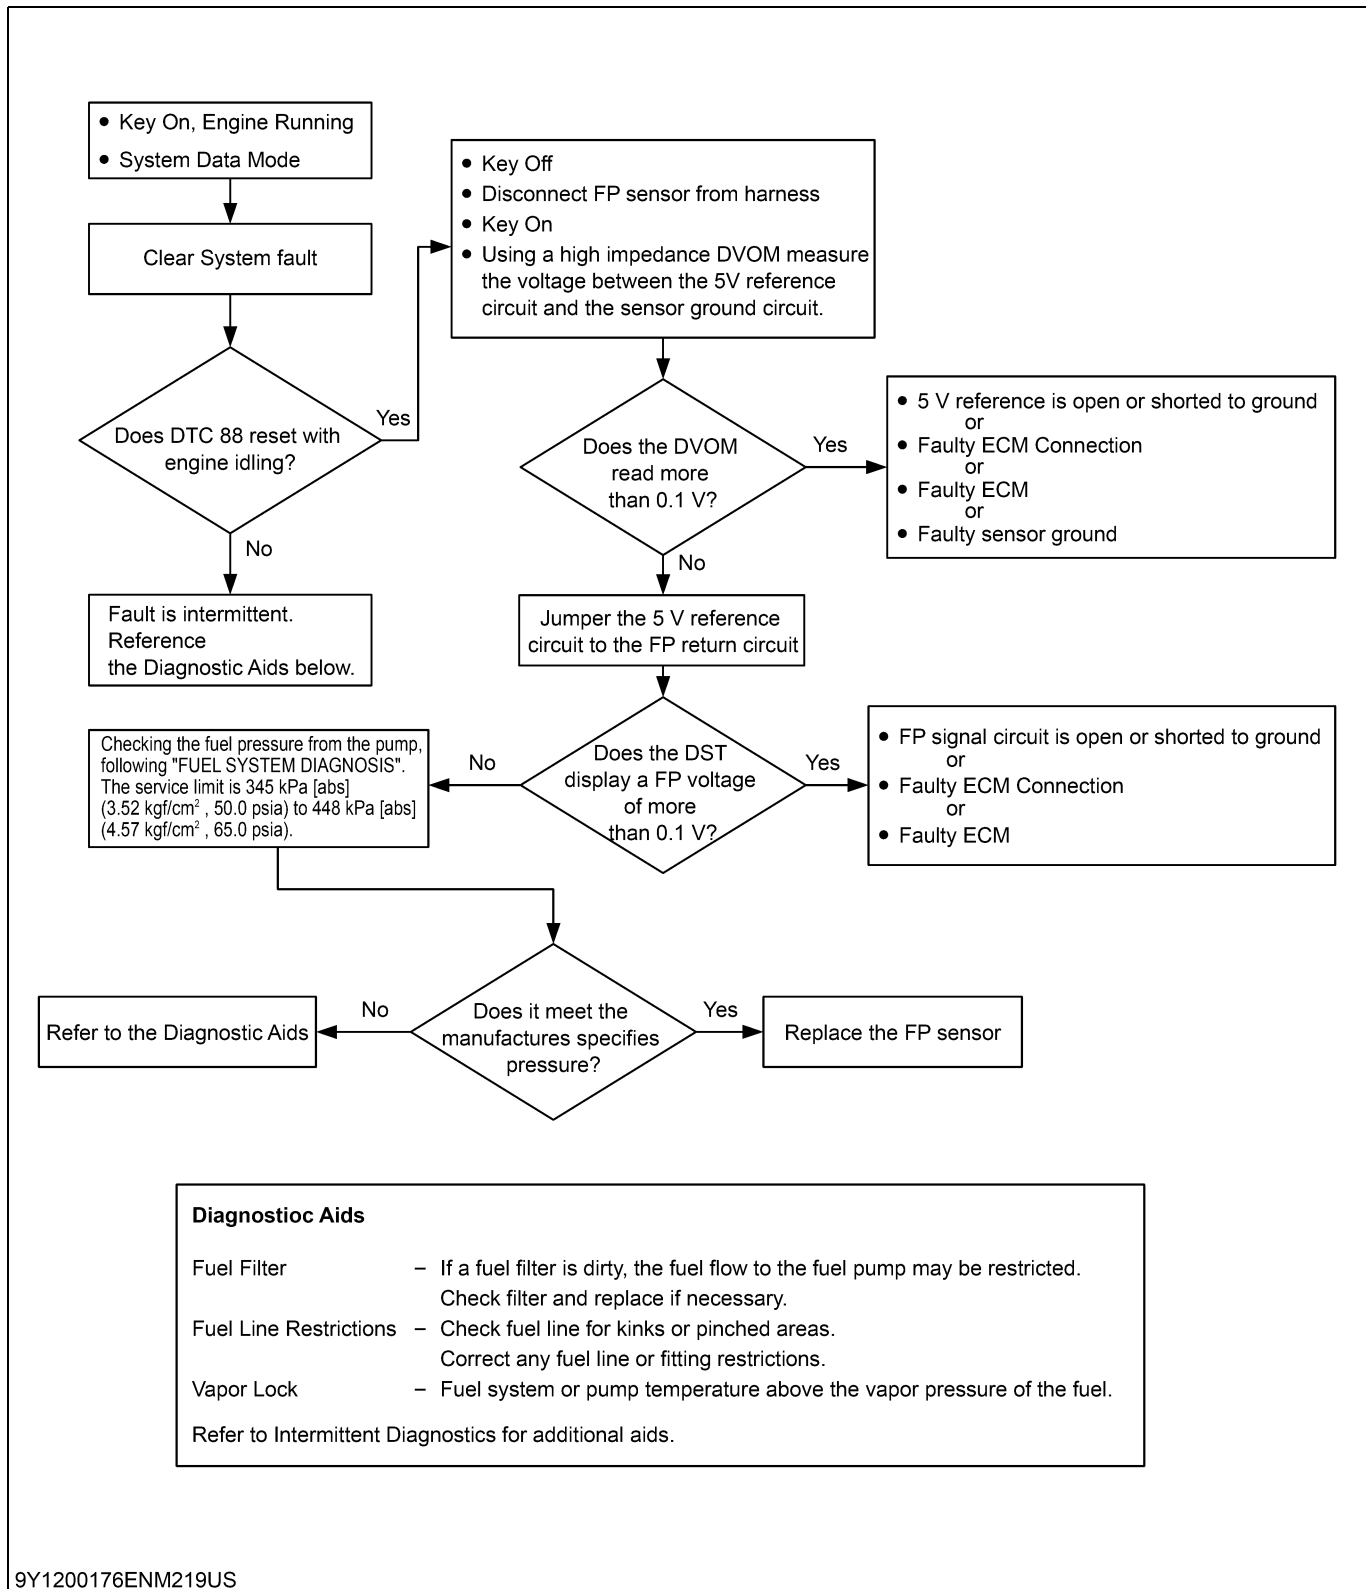 ● Key On, Engine Running
● System Data Mode
Clear System fault
Does DTC 88 reset with
engine idling?
Yes
No
Fault is intermittent.
Reference
the Diagnostic Aids below.
● Key Off
● Disconnect FP sensor from harness
● Key On
● Using a high impedance DVOM measure
the voltage between the 5V reference
circuit and the sensor ground circuit.
Does the DVOM
read more
than 0.1 V?
Yes
● 5 V reference is open or shorted to ground
or
● Faulty ECM Connection
or
● Faulty ECM
or
● Faulty sensor ground
No
Jumper the 5 V reference
circuit to the FP return circuit
Does the DST
display a FP voltage
of more
than 0.1 V?
Yes
● FP signal circuit is open or shorted to ground
or
● Faulty ECM Connection
or
● Faulty ECM
No
Checking the fuel pressure from the pump,
following "FUEL SYSTEM DIAGNOSIS".
The service limit is 345 kPa [abs]
(3.52 kgf/cm², 50.0 psia) to 448 kPa [abs]
(4.57 kgf/cm², 65.0 psia).
Does it meet the
manufactures specifies
pressure?
No
Refer to the Diagnostic Aids
Yes
Replace the FP sensor
Diagnostioc Aids
Fuel Filter – If a fuel filter is dirty, the fuel flow to the fuel pump may be restricted.
Check filter and replace if necessary.
Fuel Line Restrictions – Check fuel line for kinks or pinched areas.
Correct any fuel line or fitting restrictions.
Vapor Lock – Fuel system or pump temperature above the vapor pressure of the fuel.
Refer to Intermittent Diagnostics for additional aids.
9Y1200176ENM219US